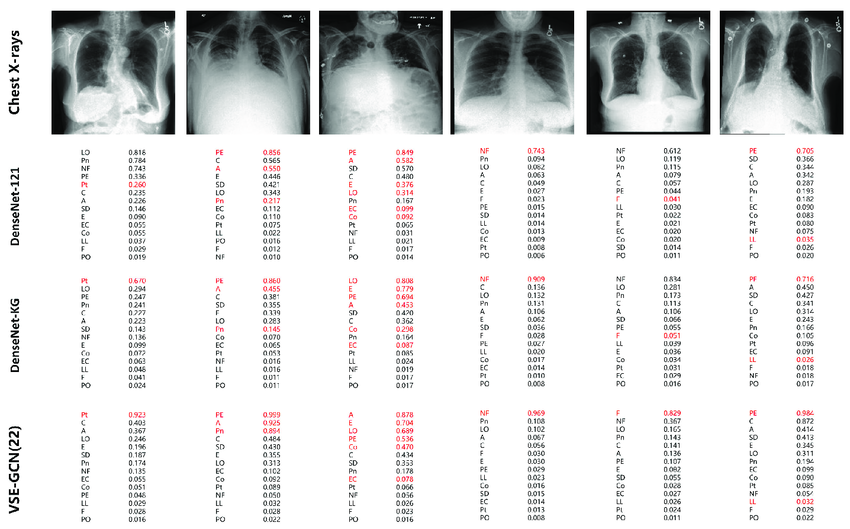 Chest X-rays
DenseNet-121
LO 0.818 PE 0.856 PE 0.849 NF 0.743 NF 0.612 PE 0.705
Pn 0.784 C 0.565 A 0.582 Pn 0.094 LO 0.119 SD 0.366
NF 0.743 A 0.550 SD 0.570 LO 0.087 Pn 0.115 C 0.344
PE 0.336 E 0.446 C 0.480 A 0.063 A 0.079 A 0.342
Pt 0.260 SD 0.421 E 0.376 C 0.049 C 0.057 LO 0.287
C 0.235 LO 0.343 LO 0.314 E 0.027 PE 0.044 Pn 0.193
A 0.226 Pn 0.217 Pn 0.167 F 0.023 F 0.041 E 0.182
SD 0.146 EC 0.112 EC 0.099 PE 0.015 LL 0.030 EC 0.090
E 0.090 Co 0.110 Co 0.092 SD 0.014 Pt 0.022 Co 0.083
EC 0.055 Pt 0.075 Pt 0.065 LL 0.014 E 0.021 Pt 0.080
Co 0.055 LL 0.022 NF 0.031 Co 0.013 EC 0.020 NF 0.075
LL 0.037 PO 0.016 LL 0.021 EC 0.009 Co 0.020 LL 0.035
F 0.029 F 0.012 F 0.017 Pt 0.008 SD 0.014 F 0.026
PO 0.019 NF 0.010 PO 0.014 PO 0.006 PO 0.011 PO 0.020
DenseNet-KG
Pt 0.670 PE 0.860 LO 0.808 NF 0.909 NF 0.834 PE 0.716
LO 0.294 A 0.455 E 0.779 C 0.136 LO 0.281 A 0.450
PE 0.247 C 0.381 PE 0.694 LO 0.132 Pn 0.173 SD 0.427
Pn 0.241 SD 0.355 A 0.453 Pn 0.131 C 0.113 C 0.341
C 0.227 E 0.339 SD 0.420 A 0.106 A 0.106 LO 0.314
A 0.223 LO 0.283 C 0.362 E 0.062 SD 0.066 E 0.243
SD 0.143 Pn 0.145 Co 0.298 SD 0.036 PE 0.055 Pn 0.166
NF 0.136 Co 0.070 Pn 0.164 F 0.028 F 0.051 Co 0.105
E 0.099 EC 0.065 EC 0.087 PE 0.027 LL 0.039 Pt 0.096
Co 0.072 Pt 0.053 Pt 0.085 LL 0.020 E 0.036 EC 0.091
EC 0.063 NF 0.016 LL 0.024 Co 0.017 Co 0.034 LL 0.026
LL 0.048 LL 0.016 NF 0.019 EC 0.014 Pt 0.031 F 0.018
F 0.041 F 0.011 F 0.017 Pt 0.010 EC 0.029 NF 0.018
PO 0.024 PO 0.011 PO 0.017 PO 0.008 PO 0.016 PO 0.017
VSE-GCN(22)
Pt 0.923 PE 0.999 A 0.878 NF 0.969 F 0.829 PE 0.984
C 0.403 A 0.925 E 0.704 Pn 0.108 NF 0.367 C 0.872
A 0.367 Pn 0.894 LO 0.689 LO 0.102 LO 0.165 A 0.414
LO 0.246 C 0.484 PE 0.536 A 0.067 Pn 0.143 SD 0.413
E 0.196 SD 0.430 Co 0.470 C 0.056 C 0.141 E 0.345
SD 0.187 E 0.355 C 0.434 F 0.030 A 0.136 LO 0.311
Pn 0.174 LO 0.313 SD 0.353 E 0.030 PE 0.107 Pn 0.194
NF 0.135 EC 0.102 Pn 0.178 PE 0.029 E 0.082 EC 0.099
EC 0.055 Co 0.092 EC 0.078 LL 0.023 SD 0.055 Co 0.090
Co 0.051 Pt 0.089 Pt 0.066 Co 0.016 Co 0.028 Pt 0.085
PE 0.048 NF 0.050 NF 0.056 SD 0.015 EC 0.027 NF 0.054
LL 0.029 LL 0.032 LL 0.026 EC 0.014 LL 0.026 LL 0.032
F 0.028 F 0.028 F 0.023 Pt 0.013 Pt 0.024 F 0.029
PO 0.016 PO 0.022 PO 0.016 PO 0.008 PO 0.011 PO 0.022